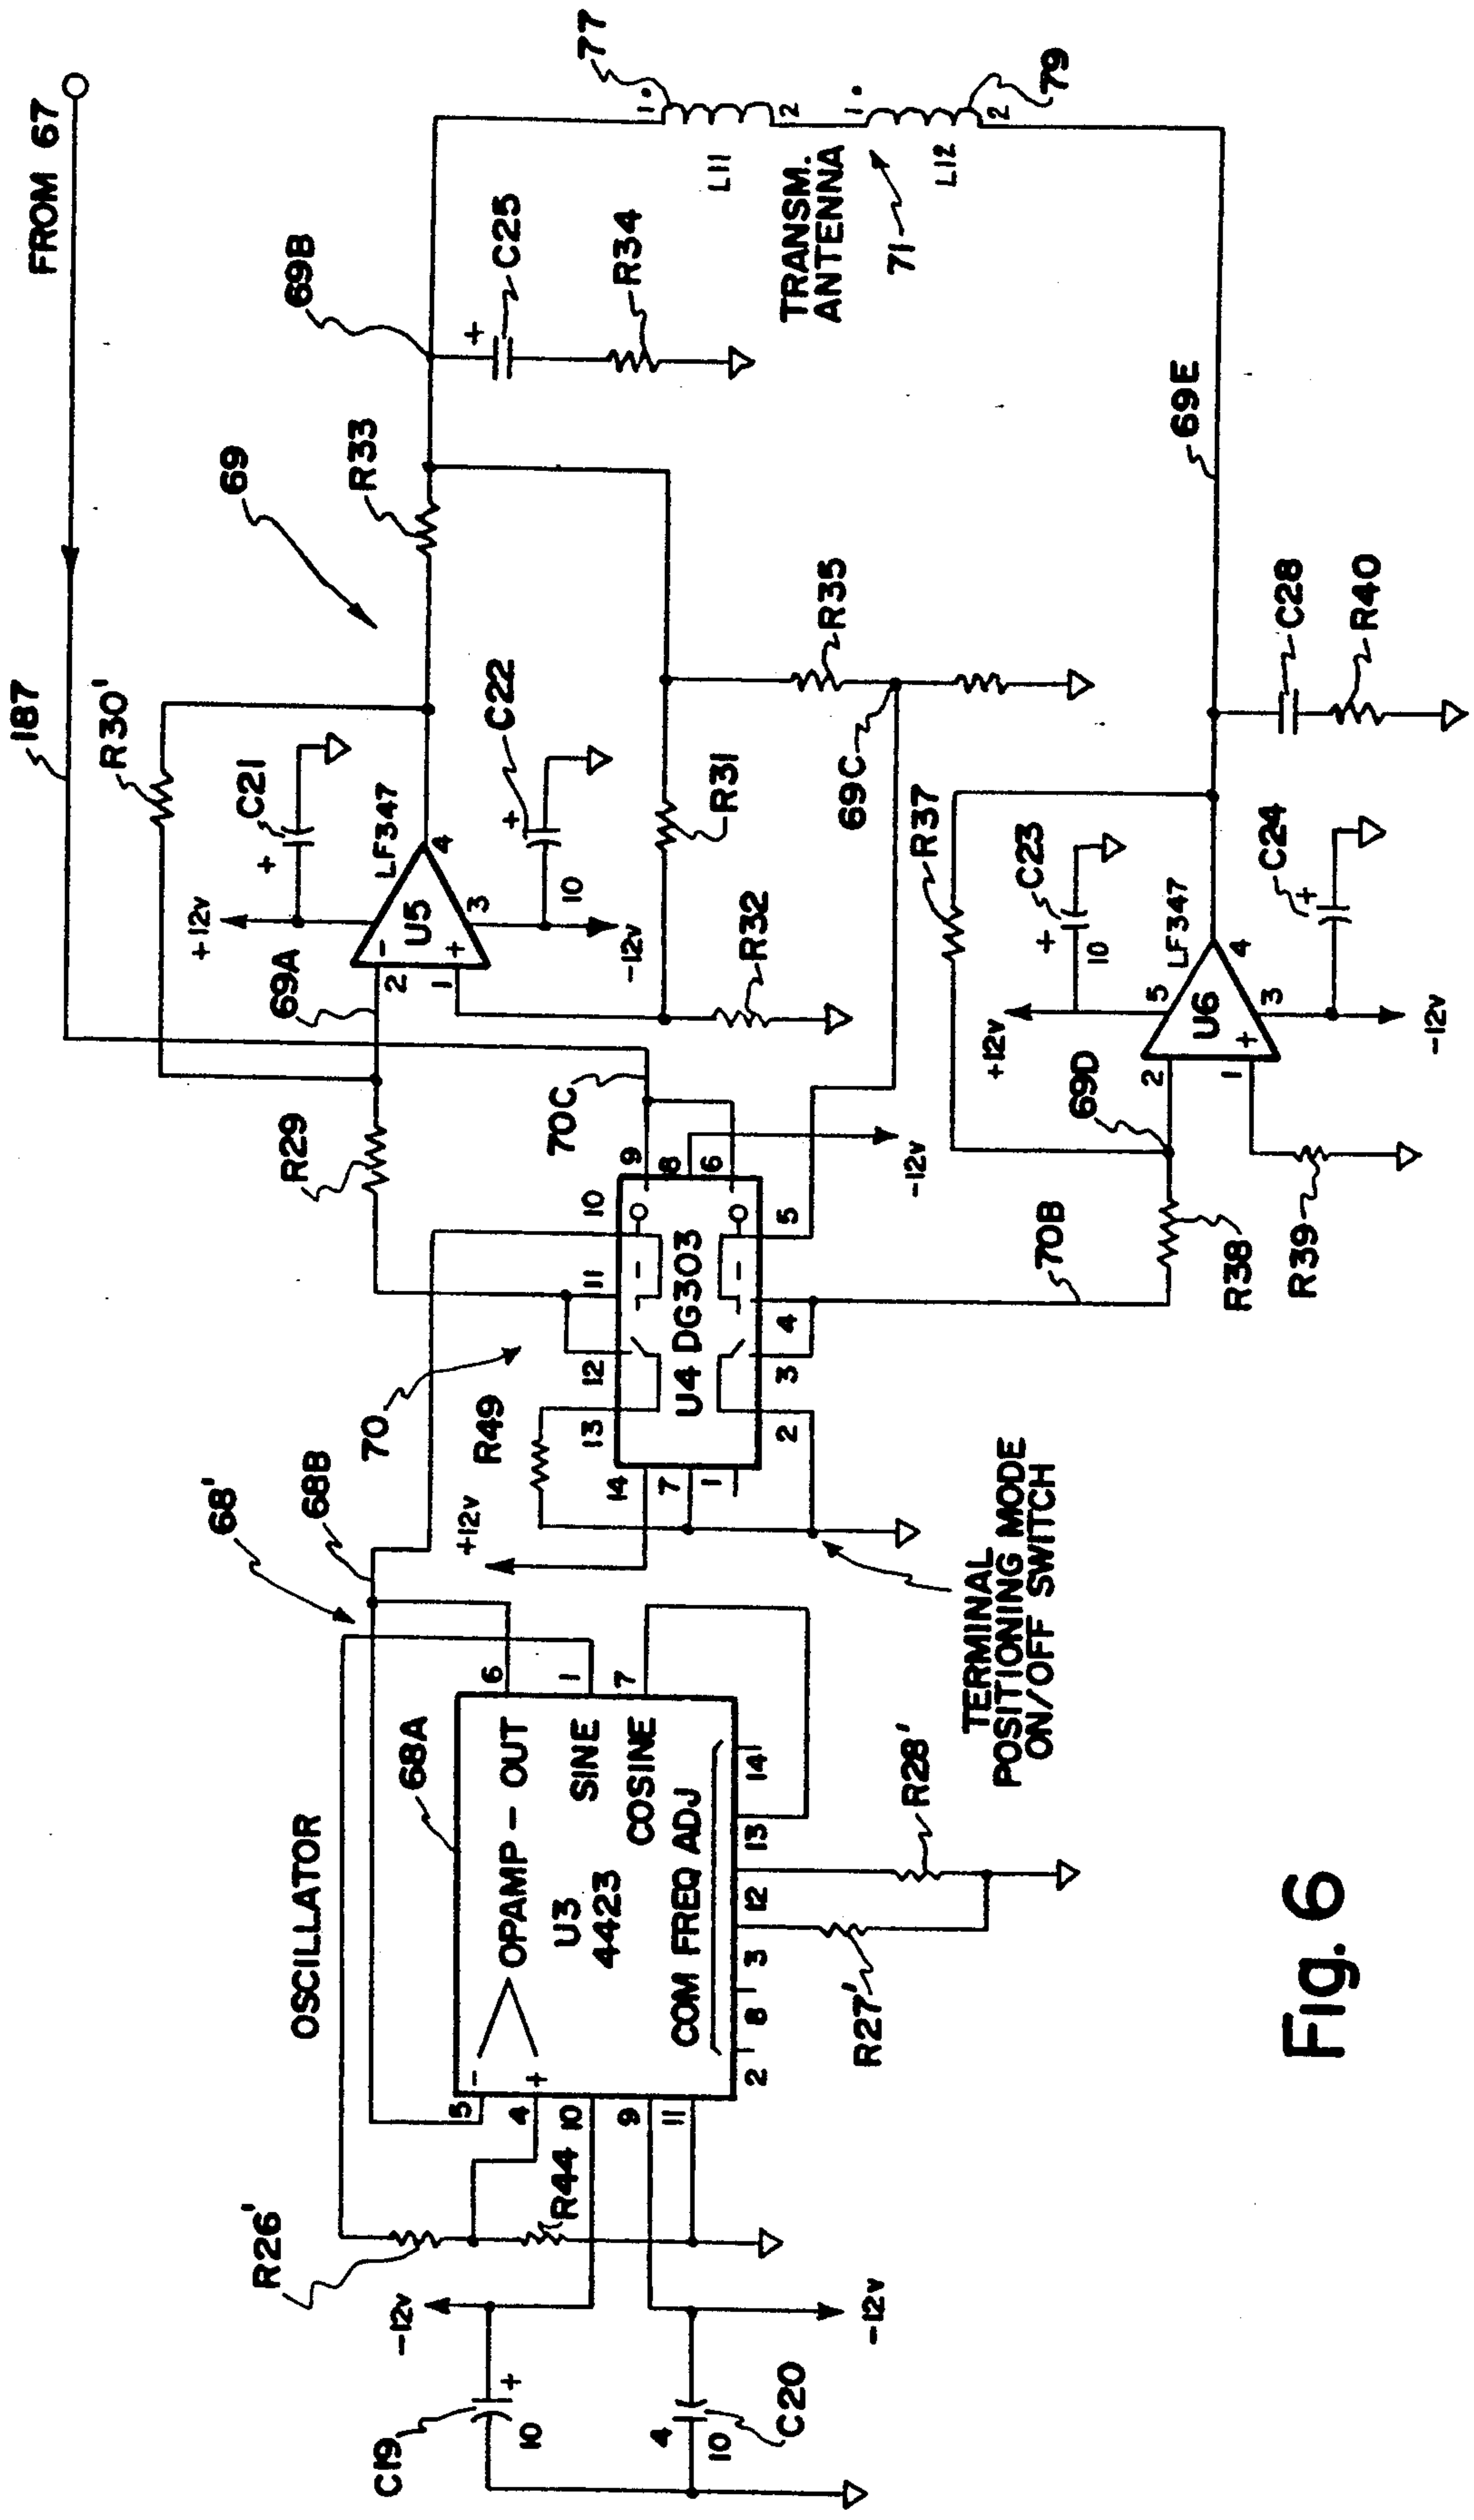 FROM 67
187
R30'
69
69B
77
1
2
C25
R33
R34
L11
TRANSM.
ANTENNA
71
1
L12
2
79
+12v
C21
+
LF347
69A
2
-
U5
4
1
+
3
C22
+
10
-12v
R29
R31
R32
R35
69C
69E
+
68'
68B
70
R49
+12v
13
12
11
10
14
7
1
U4 DG303
9
8
6
70C
2
3
4
5
-12v
TERMINAL
POSITIONING MODE
ON/OFF SWITCH
70B
R37
69D
+12v
C23
+
10
LF347
5
2
U6
4
1
+
3
C24
+
-12v
R38
R39
C28
R40
OSCILLATOR
68A
R26'
R44
5
-
4
+
10
9
11
OPAMP-OUT
6
U3
4423
SINE
1
COSINE
7
COM FREQ ADJ
2
8
3
12
13
14
R27'
R28'
-12v
C19
+
10
4
10
C20
-12v
Fig. 6